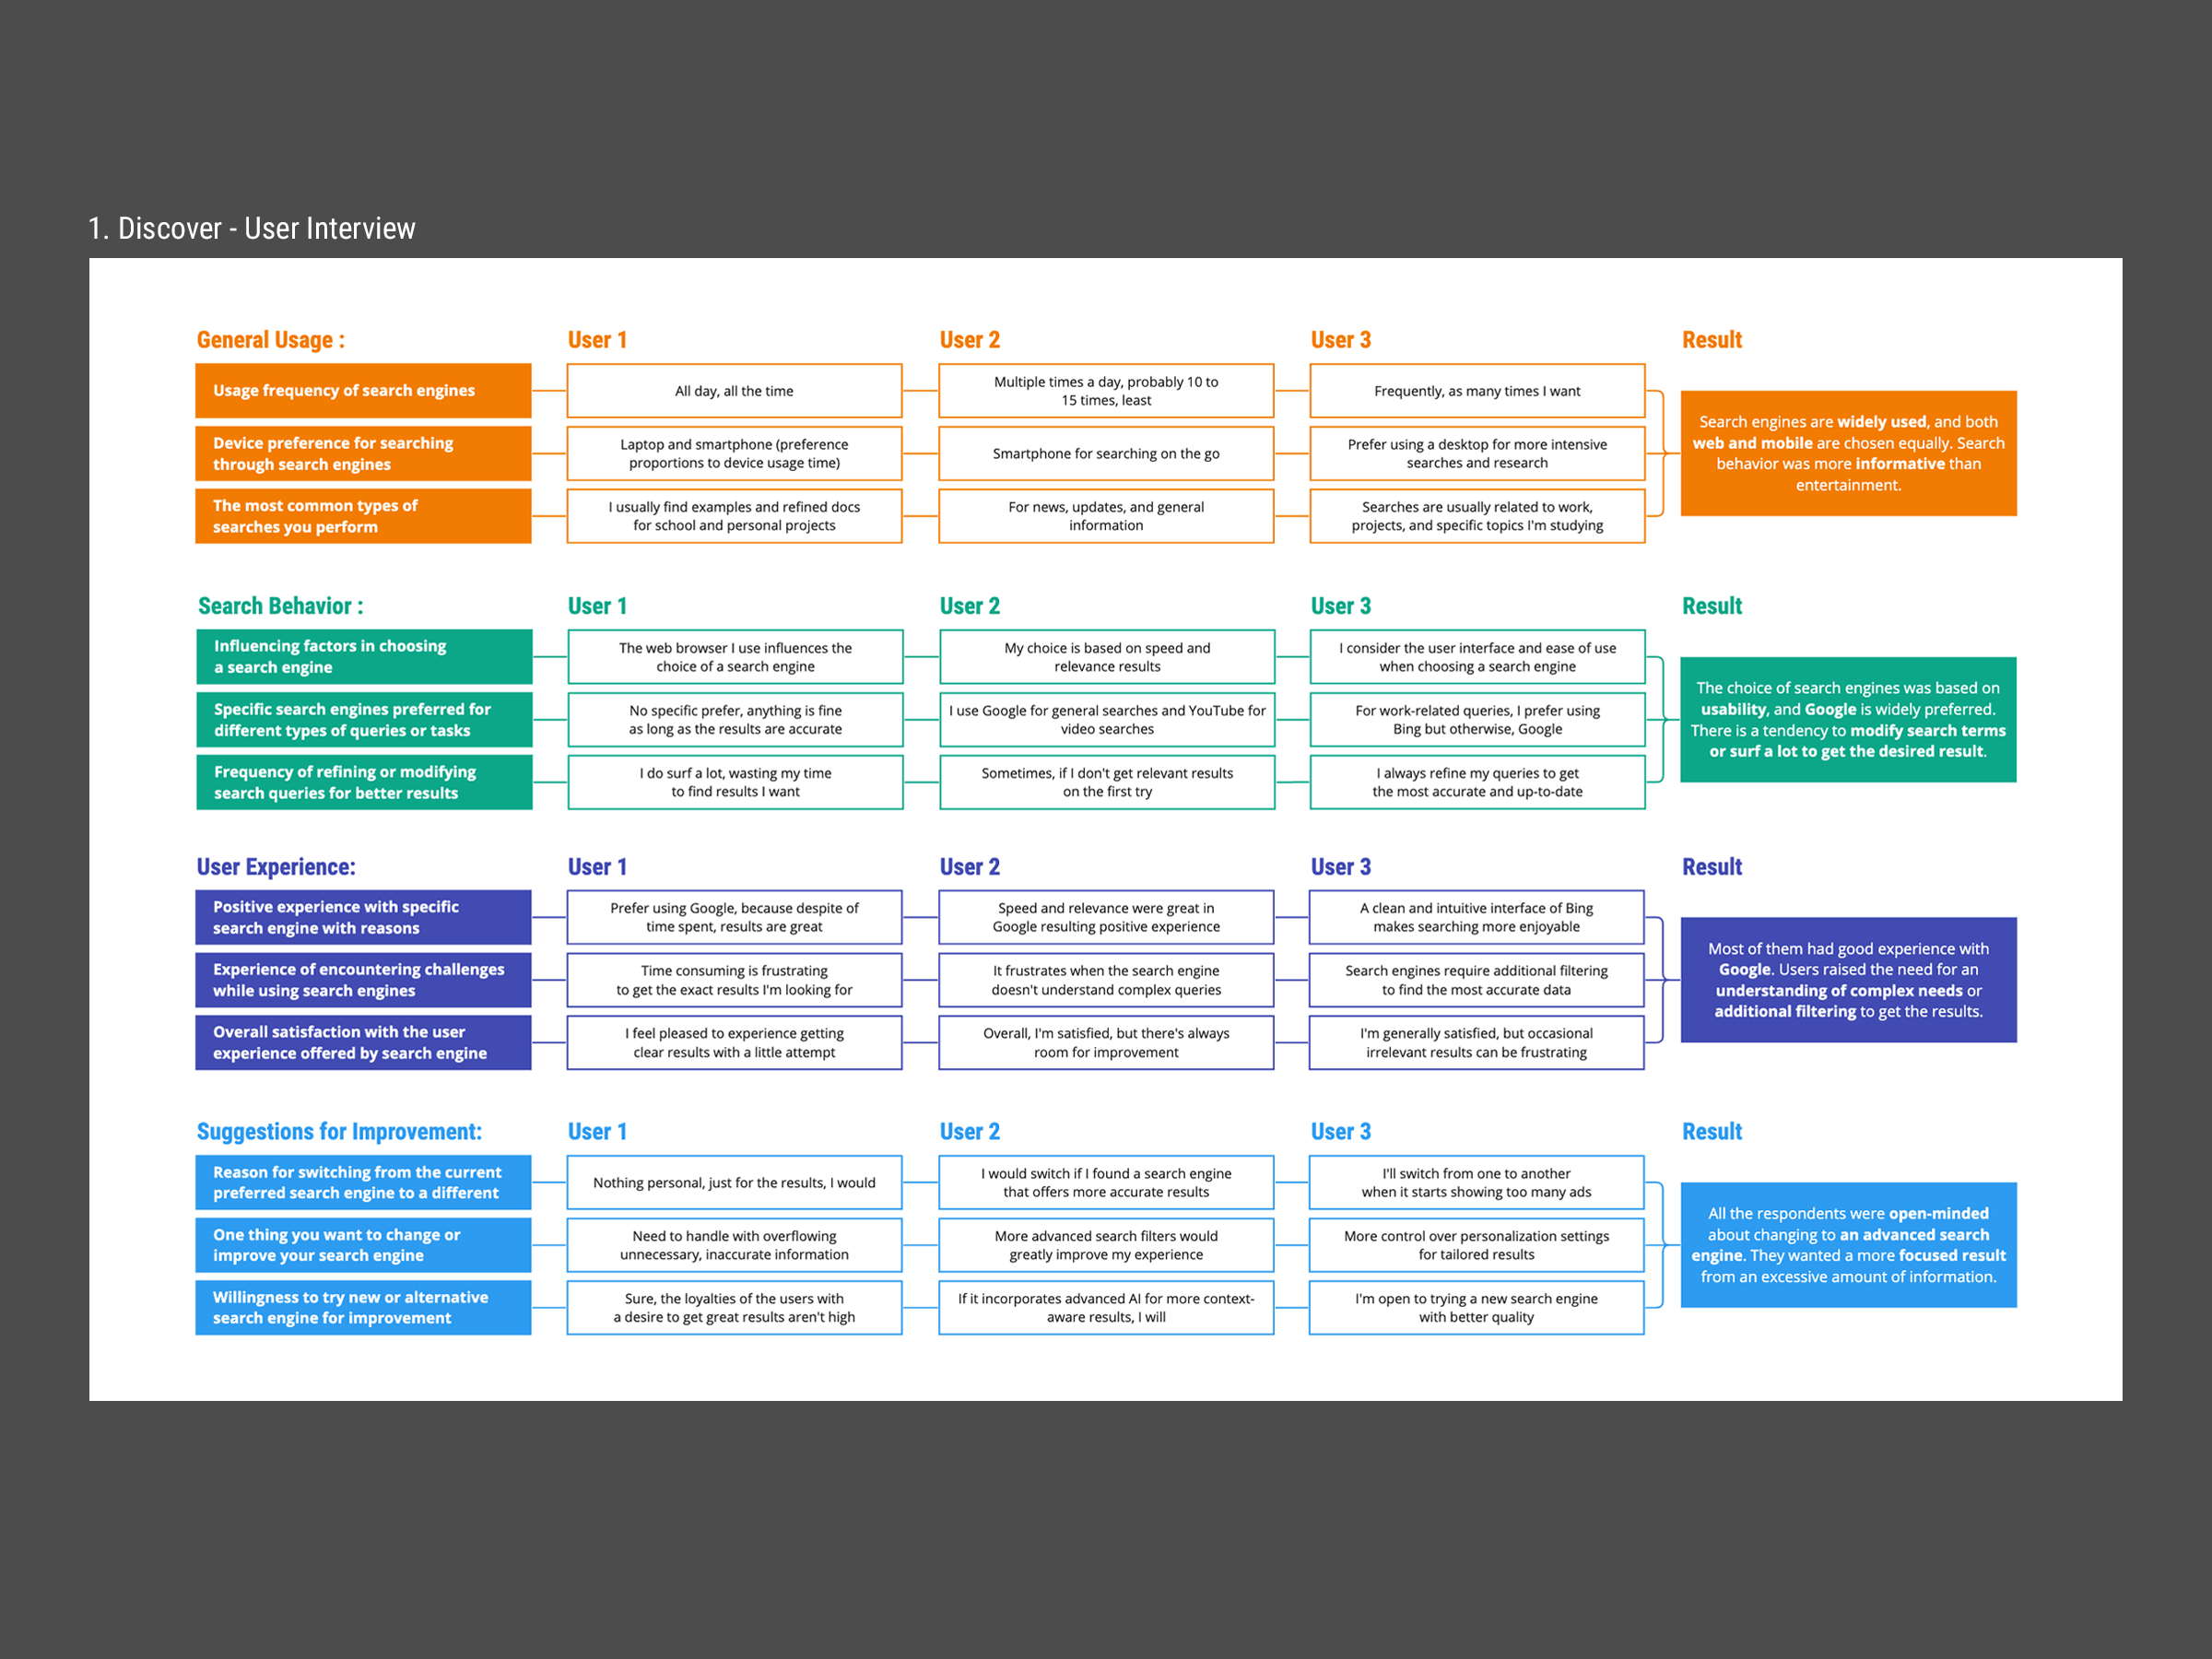 1. Discover - User Interview
General Usage :
User 1
User 2
User 3
Result
Usage frequency of search engines
All day, all the time
Multiple times a day, probably 10 to
15 times, least
Frequently, as many times I want
Device preference for searching
through search engines
Laptop and smartphone (preference
proportions to device usage time)
Smartphone for searching on the go
Prefer using a desktop for more intensive
searches and research
The most common types of
searches you perform
I usually find examples and refined docs
for school and personal projects
For news, updates, and general
information
Searches are usually related to work,
projects, and specific topics I'm studying
Search engines are widely used, and both
web and mobile are chosen equally. Search
behavior was more informative than
entertainment.
Search Behavior :
User 1
User 2
User 3
Result
Influencing factors in choosing
a search engine
The web browser I use influences the
choice of a search engine
My choice is based on speed and
relevance results
I consider the user interface and ease of use
when choosing a search engine
Specific search engines preferred for
different types of queries or tasks
No specific prefer, anything is fine
as long as the results are accurate
I use Google for general searches and YouTube for
video searches
For work-related queries, I prefer using
Bing but otherwise, Google
Frequency of refining or modifying
search queries for better results
I do surf a lot, wasting my time
to find results I want
Sometimes, if I don't get relevant results
on the first try
I always refine my queries to get
the most accurate and up-to-date
The choice of search engines was based on
usability, and Google is widely preferred.
There is a tendency to modify search terms
or surf a lot to get the desired result.
User Experience:
User 1
User 2
User 3
Result
Positive experience with specific
search engine with reasons
Prefer using Google, because despite of
time spent, results are great
Speed and relevance were great in
Google resulting positive experience
A clean and intuitive interface of Bing
makes searching more enjoyable
Experience of encountering challenges
while using search engines
Time consuming is frustrating
to get the exact results I'm looking for
It frustrates when the search engine
doesn't understand complex queries
Search engines require additional filtering
to find the most accurate data
Overall satisfaction with the user
experience offered by search engine
I feel pleased to experience getting
clear results with a little attempt
Overall, I'm satisfied, but there's always
room for improvement
I'm generally satisfied, but occasional
irrelevant results can be frustrating
Most of them had good experience with
Google. Users raised the need for an
understanding of complex needs or
additional filtering to get the results.
Suggestions for Improvement:
User 1
User 2
User 3
Result
Reason for switching from the current
preferred search engine to a different
Nothing personal, just for the results, I would
I would switch if I found a search engine
that offers more accurate results
I'll switch from one to another
when it starts showing too many ads
One thing you want to change or
improve your search engine
Need to handle with overflowing
unnecessary, inaccurate information
More advanced search filters would
greatly improve my experience
More control over personalization settings
for tailored results
Willingness to try new or alternative
search engine for improvement
Sure, the loyalties of the users with
a desire to get great results aren't high
If it incorporates advanced AI for more context-
aware results, I will
I'm open to trying a new search engine
with better quality
All the respondents were open-minded
about changing to an advanced search
engine. They wanted a more focused result
from an excessive amount of information.